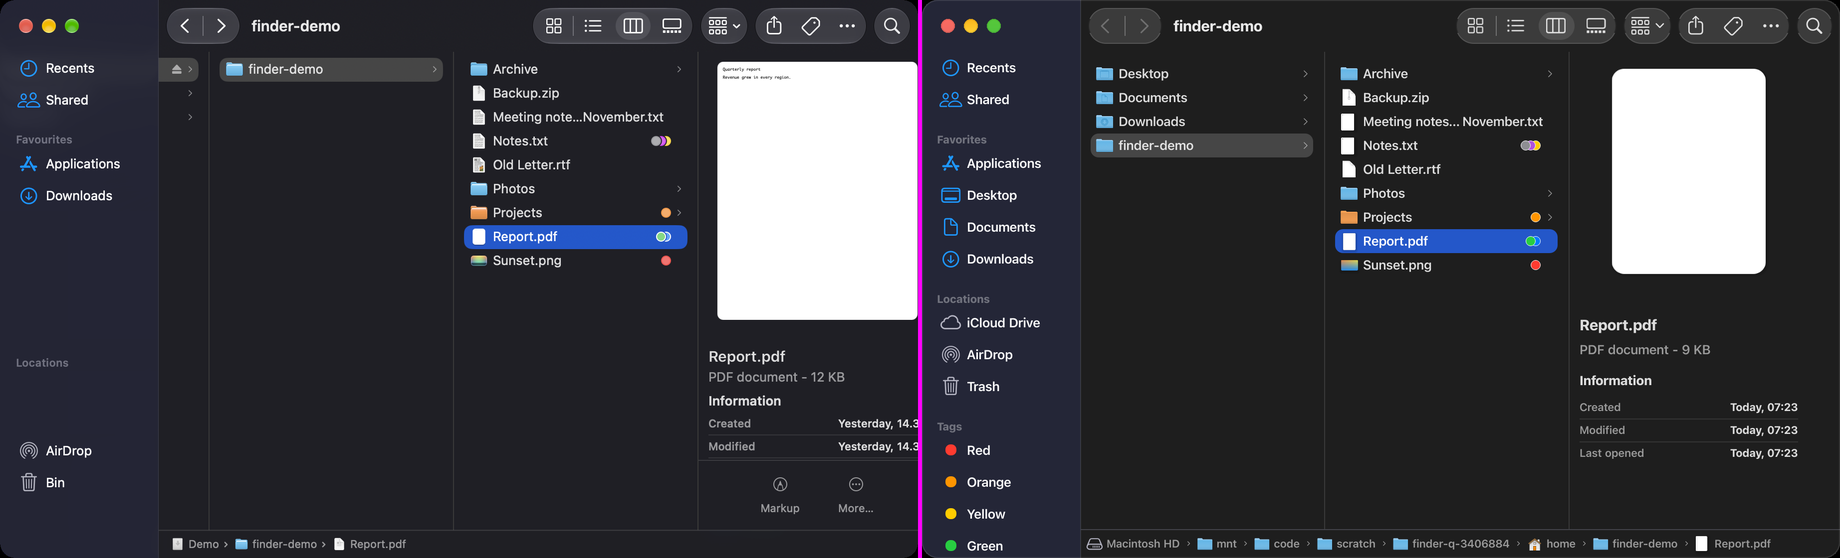 finder-demo
Recents
Shared
Favourites
Applications
Downloads
Locations
AirDrop
Bin
finder-demo
Archive
Backup.zip
Meeting note...November.txt
Notes.txt
Old Letter.rtf
Photos
Projects
Report.pdf
Sunset.png
Quarterly report
Revenue grew in every region.
Report.pdf
PDF document - 12 KB
Information
Created Yesterday, 14.3
Modified Yesterday, 14.3
Markup More...
Demo finder-demo Report.pdf
finder-demo
Recents
Shared
Favorites
Applications
Desktop
Documents
Downloads
Locations
iCloud Drive
AirDrop
Trash
Tags
Red
Orange
Yellow
Green
Desktop
Documents
Downloads
finder-demo
Archive
Backup.zip
Meeting notes... November.txt
Notes.txt
Old Letter.rtf
Photos
Projects
Report.pdf
Sunset.png
Report.pdf
PDF document - 9 KB
Information
Created Today, 07:23
Modified Today, 07:23
Last opened Today, 07:23
Macintosh HD mnt code scratch finder-q-3406884 home finder-demo Report.pdf